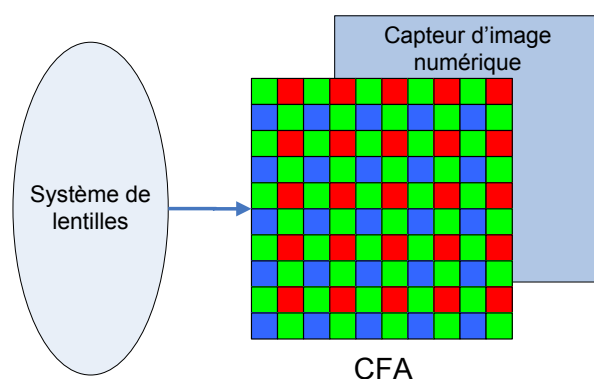 Capteur d'image
numérique
Système de
lentilles
CFA